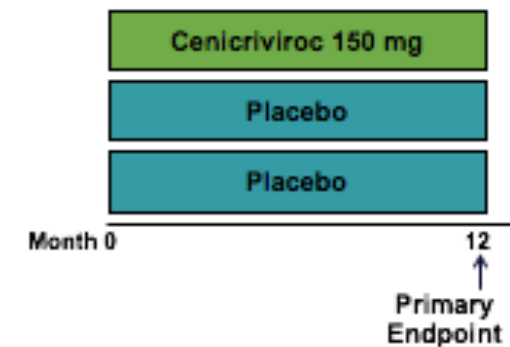 Cenicriviroc 150 mg
Placebo
Placebo
Month 0 12
Primary
Endpoint